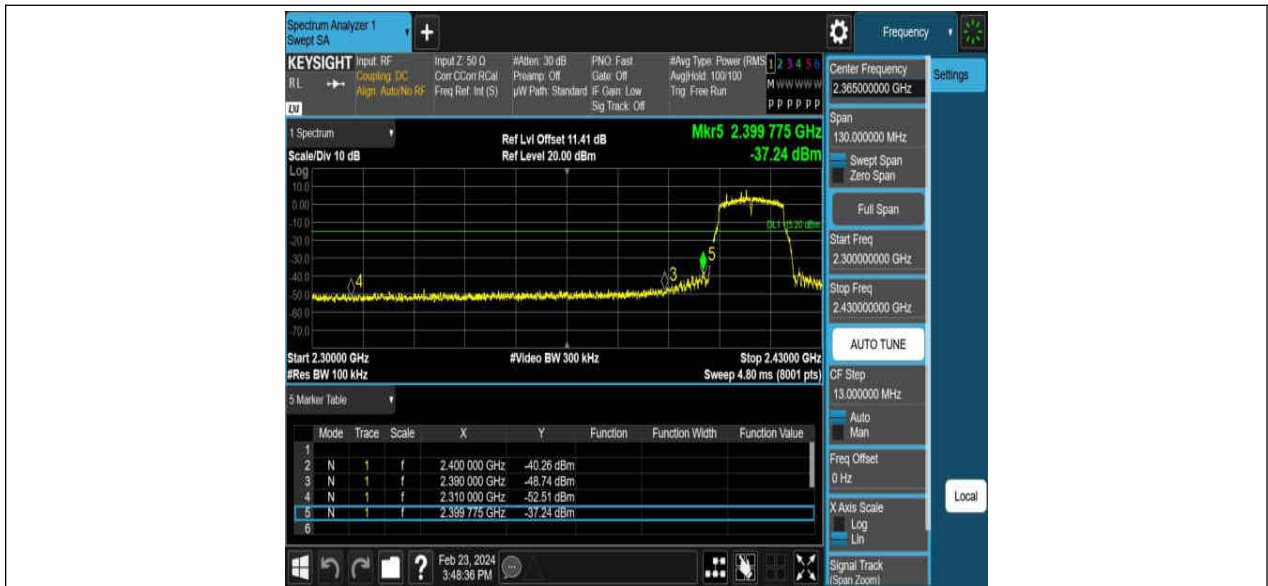 Spectrum Analyzer 1
Swept SA
+
Frequency
KEYSIGHT
RL
LXI
Input: RF
Coupling: DC
Align: Auto/No RF
Input Z: 50 Ω
Corr CCorr RCal
Freq Ref: Int (S)
#Atten: 30 dB
Preamp: Off
µW Path: Standard
PNO: Fast
Gate: Off
IF Gain: Low
Sig Track: Off
#Avg Type: Power (RMS
Avg|Hold: 100/100
Trig: Free Run
1 2 3 4 5 6
M W W W W W
P P P P P P
Center Frequency
2.365000000 GHz
Settings
Span
130.000000 MHz
Swept Span
Zero Span
Full Span
Start Freq
2.300000000 GHz
Stop Freq
2.430000000 GHz
AUTO TUNE
CF Step
13.000000 MHz
Auto
Man
Freq Offset
0 Hz
X Axis Scale
Log
Lin
Signal Track
(Span Zoom)
Local
1 Spectrum
Scale/Div 10 dB
Ref Lvl Offset 11.41 dB
Ref Level 20.00 dBm
Mkr5 2.399 775 GHz
-37.24 dBm
Log
10.0
0.00
-10.0
-20.0
-30.0
-40.0
-50.0
-60.0
-70.0
DL1 -15.20 dBm
4
3
5
Start 2.30000 GHz
#Video BW 300 kHz
Stop 2.43000 GHz
#Res BW 100 kHz
Sweep 4.80 ms (8001 pts)
5 Marker Table
Mode Trace Scale X Y Function Function Width Function Value
1
2 N 1 f 2.400 000 GHz -40.26 dBm
3 N 1 f 2.390 000 GHz -48.74 dBm
4 N 1 f 2.310 000 GHz -52.51 dBm
5 N 1 f 2.399 775 GHz -37.24 dBm
6
?
Feb 23, 2024
3:48:36 PM